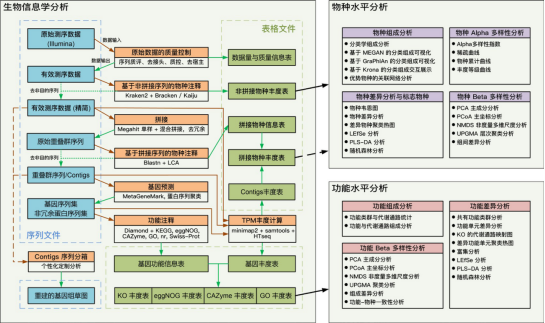 生物信息学分析
原始测序数据
(Illumina)
数据输入
原始数据的质量控制
序列质评、去接头、质控、去宿主
数据输出
有效测序数据
去非目的序列
基于非拼接序列的物种注释
Kraken2 + Bracken / Kaiju
有效测序数据 (精简)
拼接
Megahit 单样 + 混合拼接，去冗余
原始重叠群序列
去非目的序列
基于拼接序列的物种注释
Blastn + LCA
重叠群序列/Contigs
基因预测
MetaGeneMark, 蛋白序列聚类
基因序列集
非冗余蛋白序列集
序列文件
功能注释
Diamond + KEGG, eggNOG,
CAZyme, GO, nr, Swiss-Prot
TPM丰度计算
minimap2 + samtools +
HTseq
Contigs 序列分箱
个性化定制分析
重建的基因组草图
表格文件
数据量与质量信息表
非拼接物种丰度表
拼接物种信息表
拼接物种丰度表
Contigs丰度表
基因功能信息表
基因丰度表
KO 丰度表
eggNOG 丰度表
CAZyme 丰度表
GO 丰度表
物种水平分析
物种组成分析
• 分类学组成分析
• 基于 MEGAN 的分类组成可视化
• 基于 GraPhlAn 的分类组成可视化
• 基于 Krona 的分类组成交互展示
• 优势物种的关联网络分析
物种 Alpha 多样性分析
• Alpha多样性指数
• 稀疏曲线
• 物种累计曲线
• 丰度等级曲线
物种差异分析与标志物种
• 物种韦恩图
• 物种差异分析
• 差异物种聚类热图
• LEfSe 分析
• PLS-DA 分析
• 随机森林分析
物种 Beta 多样性分析
• PCA 主成分分析
• PCoA 主坐标分析
• NMDS 非度量多维尺度分析
• UPGMA 层次聚类分析
• 组间差异分析
功能水平分析
功能组成分析
• 功能类群与代谢通路统计
• 功能与代谢通路组成分析
功能差异分析
• 共有功能类群分析
• 功能单元差异分析
• KO 的代谢通路映射图
• 差异功能单元聚类热图
• 富集分析
• LEfSe 分析
• PLS-DA 分析
• 随机森林分析
功能 Beta 多样性分析
• PCA 主成分分析
• PCoA 主坐标分析
• NMDS 非度量多维尺度分析
• UPGMA 聚类分析
• 组成差异分析
• 功能-物种一致性分析